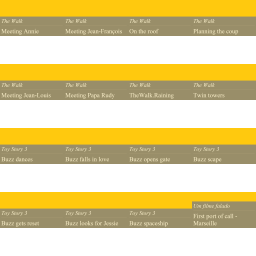 The Walk The Walk The Walk The Walk
Meeting Annie Meeting Jean-François On the roof Planning the coup
The Walk The Walk The Walk The Walk
Meeting Jean-Louis Meeting Papa Rudy TheWalk.Raining Twin towers
Toy Story 3 Toy Story 3 Toy Story 3 Toy Story 3
Buzz dances Buzz falls in love Buzz opens gate Buzz scape
Um filme falado
Toy Story 3 Toy Story 3 Toy Story 3 First port of call -
Buzz gets reset Buzz looks for Jessie Buzz spaceship Marseille